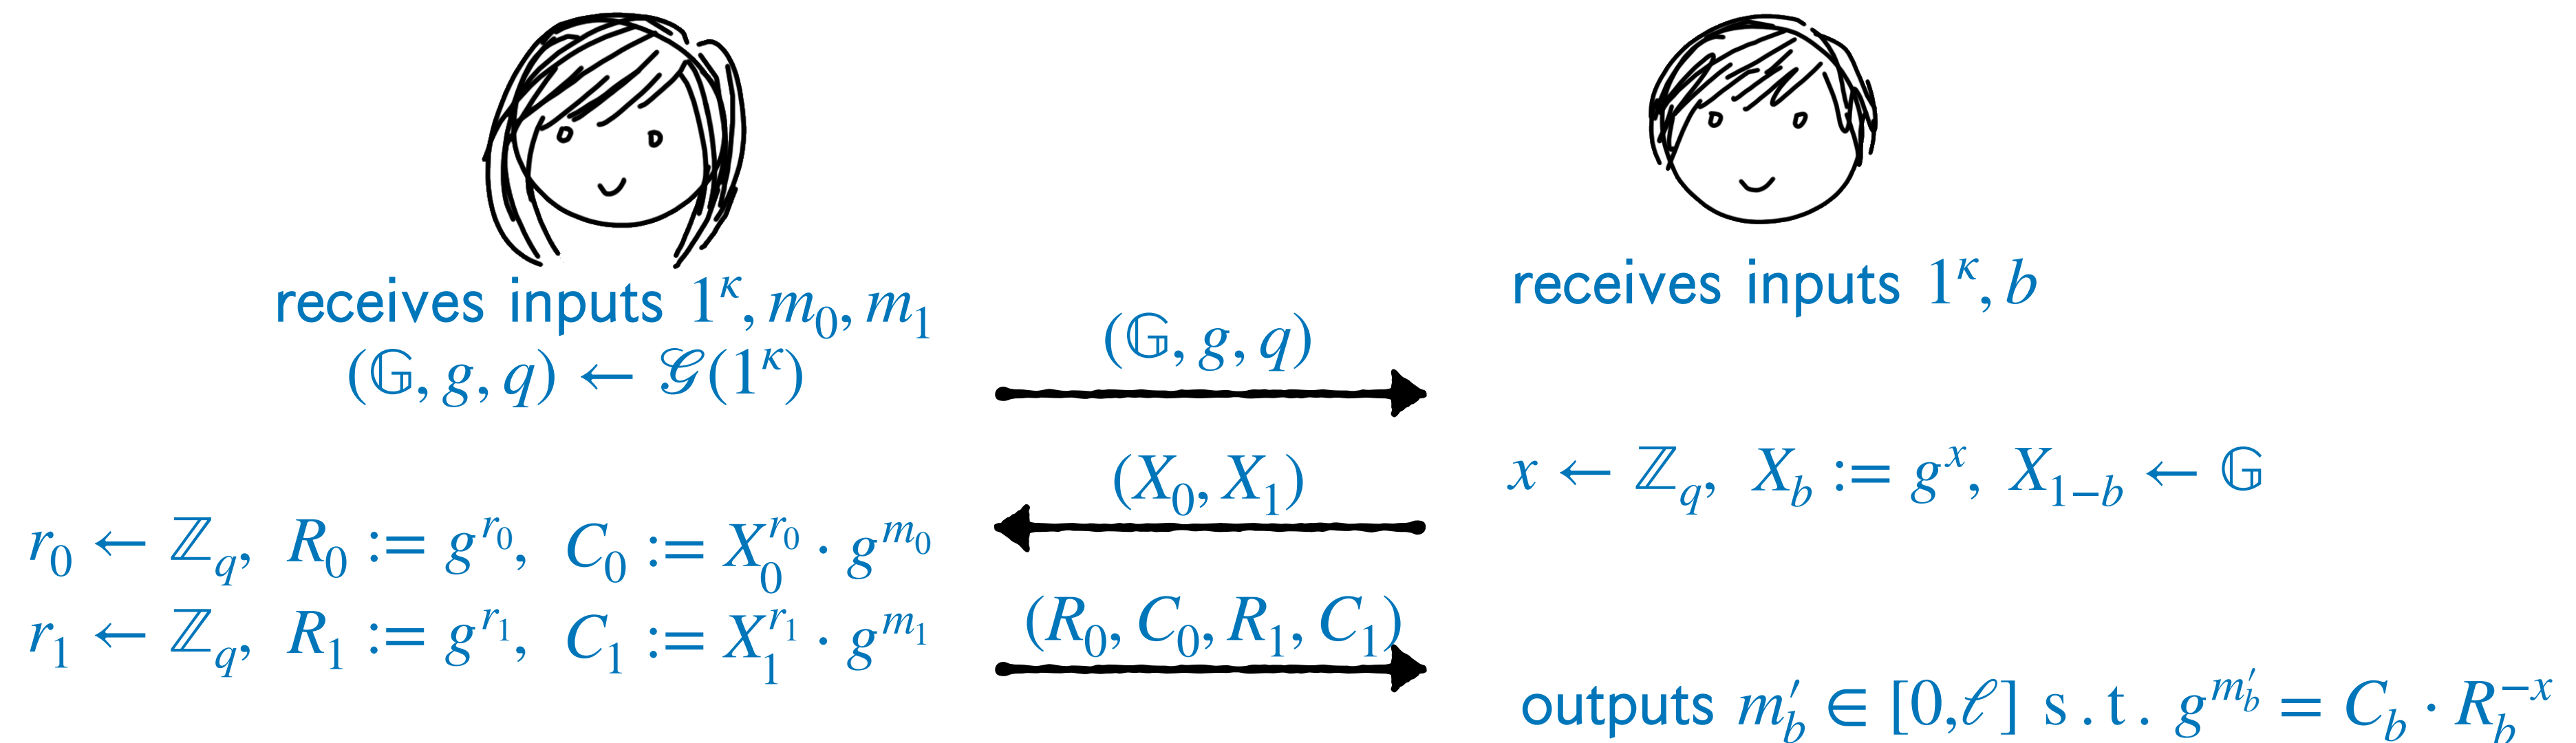 receives inputs 1^κ, m_0, m_1
(𝔾, g, q) ← 𝒢(1^κ)
receives inputs 1^κ, b
(𝔾, g, q)
(X_0, X_1)
x ← ℤ_q, X_b := g^x, X_{1−b} ← 𝔾
r_0 ← ℤ_q, R_0 := g^{r_0}, C_0 := X_0^{r_0} · g^{m_0}
r_1 ← ℤ_q, R_1 := g^{r_1}, C_1 := X_1^{r_1} · g^{m_1}
(R_0, C_0, R_1, C_1)
outputs m′_b ∈ [0,ℓ] s.t. g^{m′_b} = C_b · R_b^{−x}